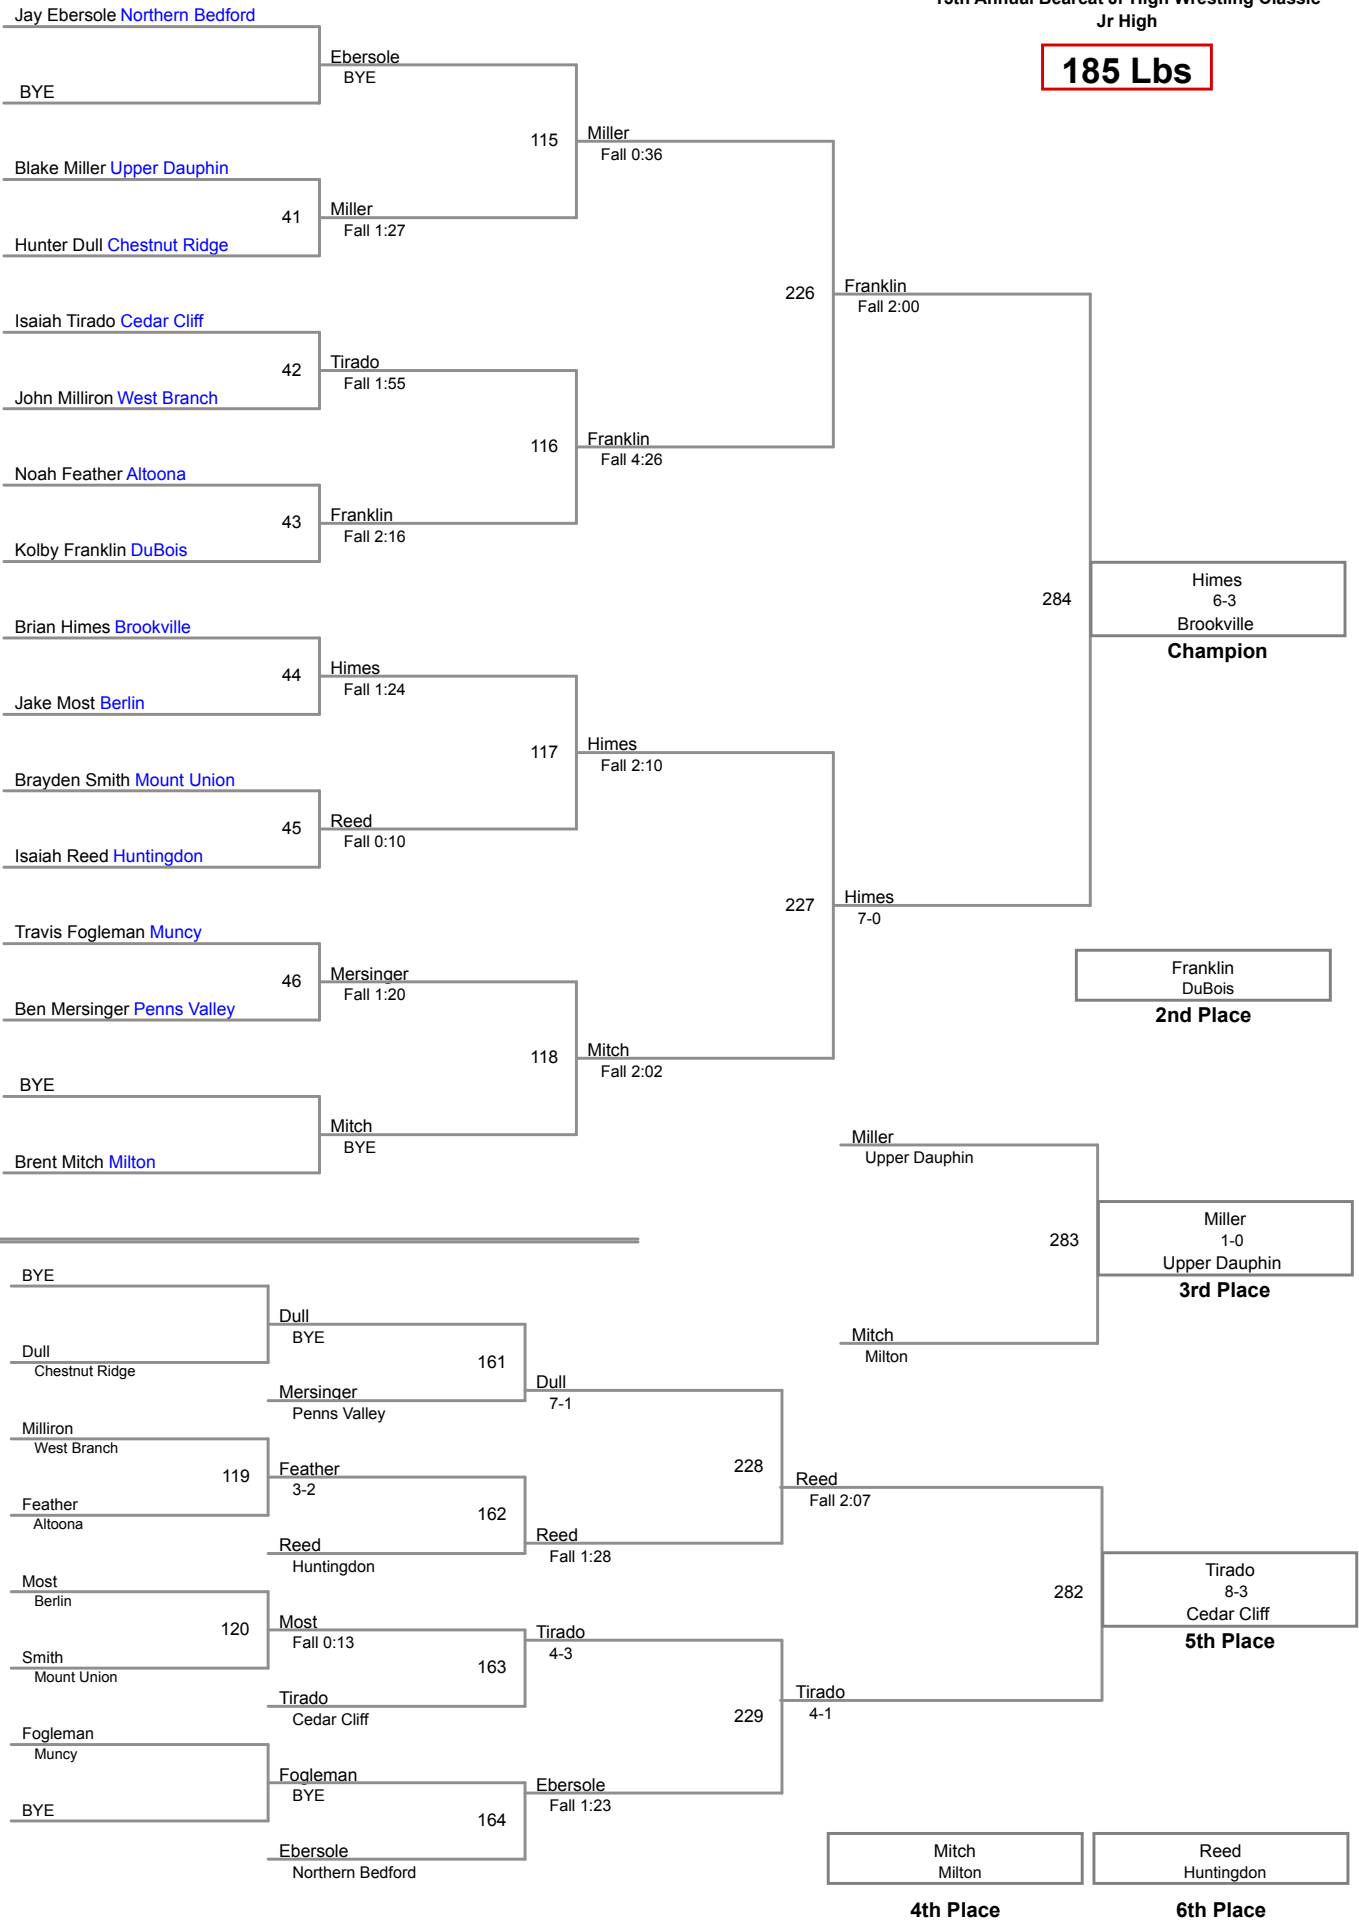 15th Annual Bearcat Jr High Wrestling Classic
Jr High
185 Lbs
Jay Ebersole Northern Bedford
BYE
Blake Miller Upper Dauphin
41
Hunter Dull Chestnut Ridge
Isaiah Tirado Cedar Cliff
42
John Milliron West Branch
Noah Feather Altoona
43
Kolby Franklin DuBois
Brian Himes Brookville
44
Jake Most Berlin
Brayden Smith Mount Union
45
Isaiah Reed Huntingdon
Travis Fogleman Muncy
46
Ben Mersinger Penns Valley
BYE
Brent Mitch Milton
Ebersole
BYE
115
Miller
Fall 1:27
Tirado
Fall 1:55
116
Franklin
Fall 2:16
Himes
Fall 1:24
117
Reed
Fall 0:10
Mersinger
Fall 1:20
118
Mitch
BYE
Miller
Fall 0:36
226
Franklin
Fall 4:26
Himes
Fall 2:10
227
Mitch
Fall 2:02
Franklin
Fall 2:00
284
Himes
7-0
Himes
6-3
Brookville
Champion
Franklin
DuBois
2nd Place
Miller
Upper Dauphin
283
Mitch
Milton
Miller
1-0
Upper Dauphin
3rd Place
BYE
Dull
Chestnut Ridge
Milliron
West Branch
119
Feather
Altoona
Most
Berlin
120
Smith
Mount Union
Fogleman
Muncy
BYE
Dull
BYE
161
Mersinger
Penns Valley
Feather
3-2
162
Reed
Huntingdon
Most
Fall 0:13
163
Tirado
Cedar Cliff
Fogleman
BYE
164
Ebersole
Northern Bedford
Dull
7-1
228
Reed
Fall 1:28
Tirado
4-3
229
Ebersole
Fall 1:23
Reed
Fall 2:07
282
Tirado
4-1
Tirado
8-3
Cedar Cliff
5th Place
Mitch
Milton
4th Place
Reed
Huntingdon
6th Place